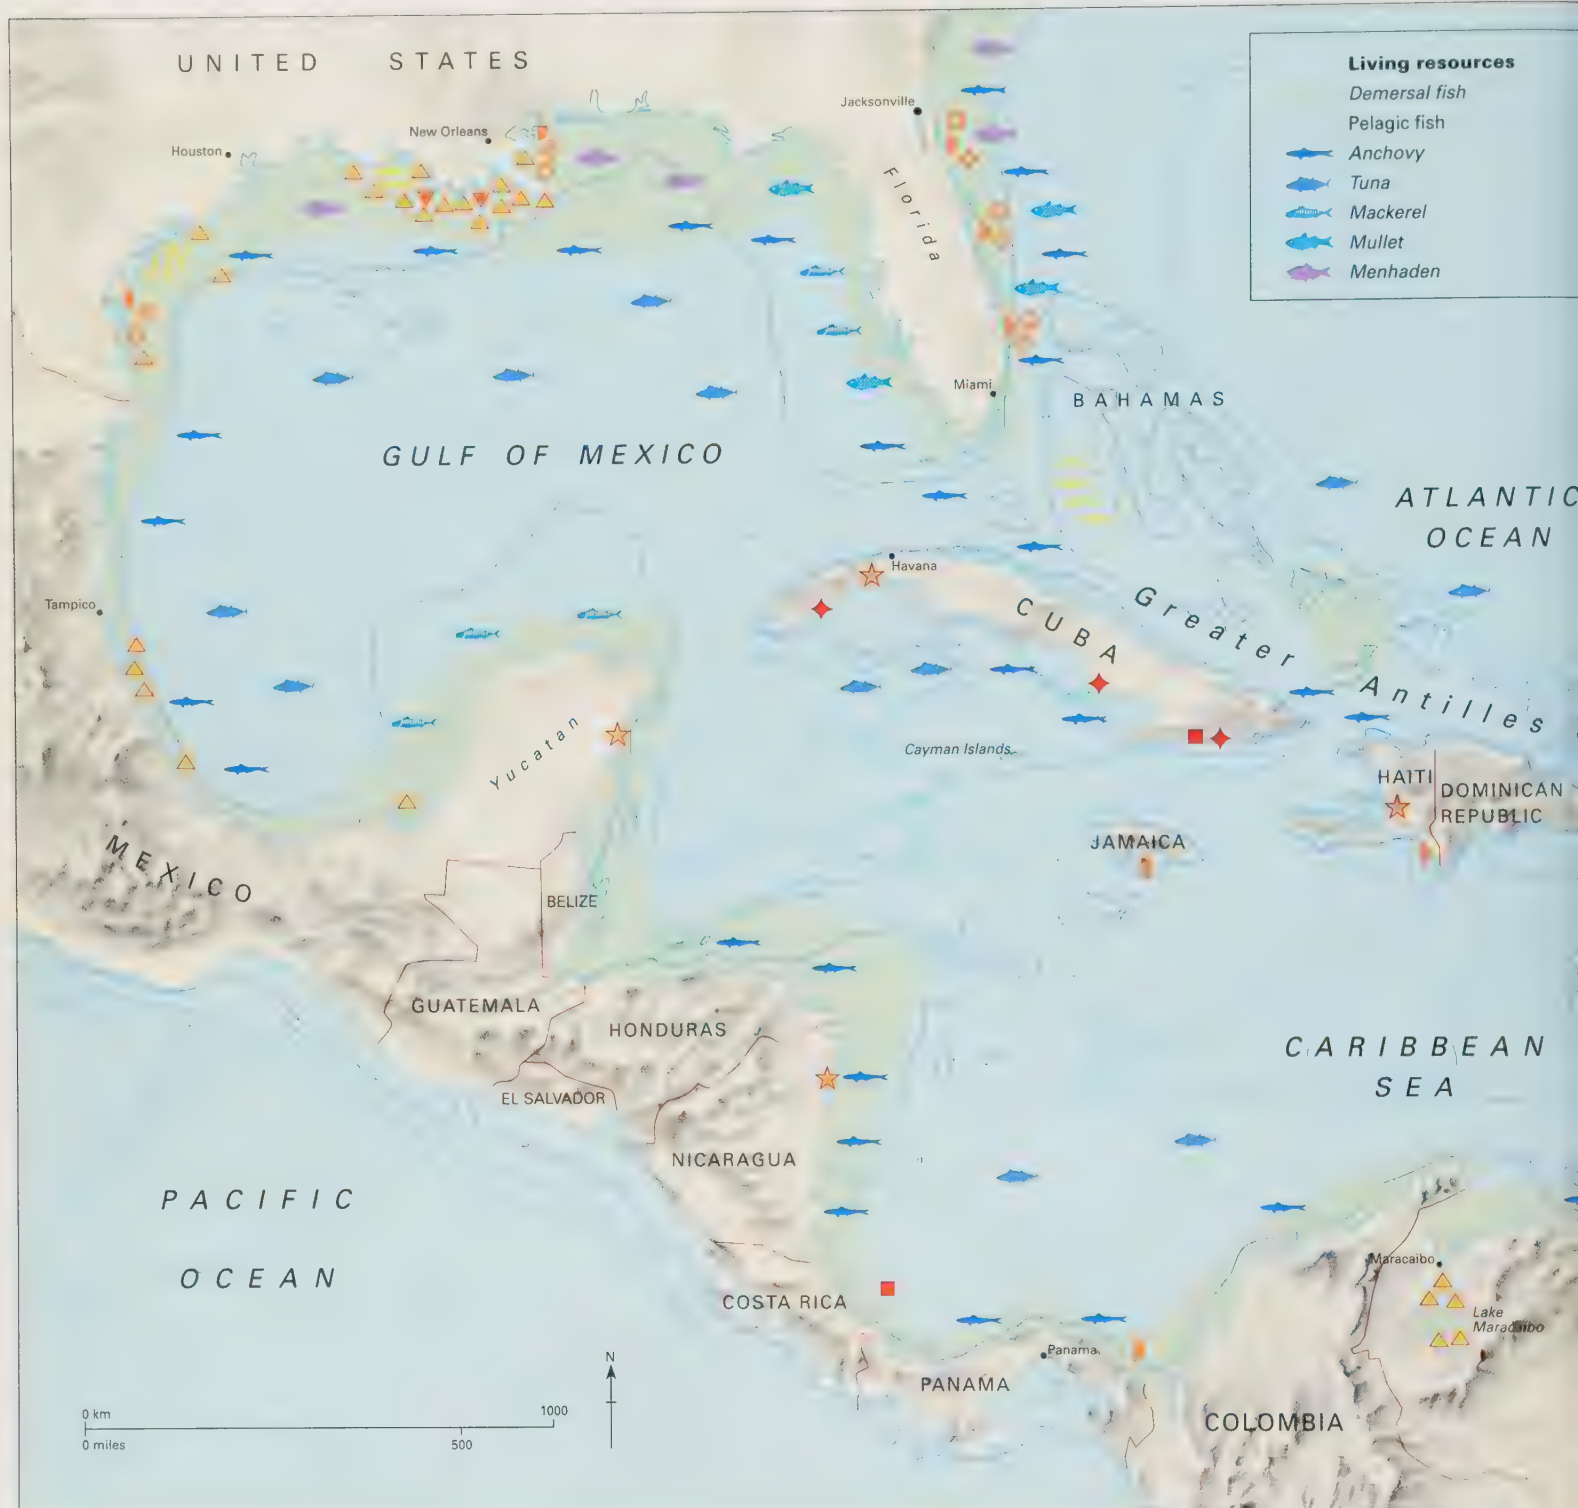 UNITED STATES
Jacksonville
New Orleans
Houston
Florida
Miami
BAHAMAS
GULF OF MEXICO
ATLANTIC
OCEAN
Tampico
Havana
CUBA
Greater
Antilles
Cayman Islands
Yucatan
HAITI
DOMINICAN
REPUBLIC
JAMAICA
MEXICO
BELIZE
GUATEMALA
HONDURAS
EL SALVADOR
NICARAGUA
CARIBBEAN
SEA
PACIFIC
OCEAN
COSTA RICA
Maracaibo
Lake
Maracaibo
Panama
PANAMA
COLOMBIA
N
0 km 1000
0 miles 500
Living resources
Demersal fish
Pelagic fish
Anchovy
Tuna
Mackerel
Mullet
Menhaden